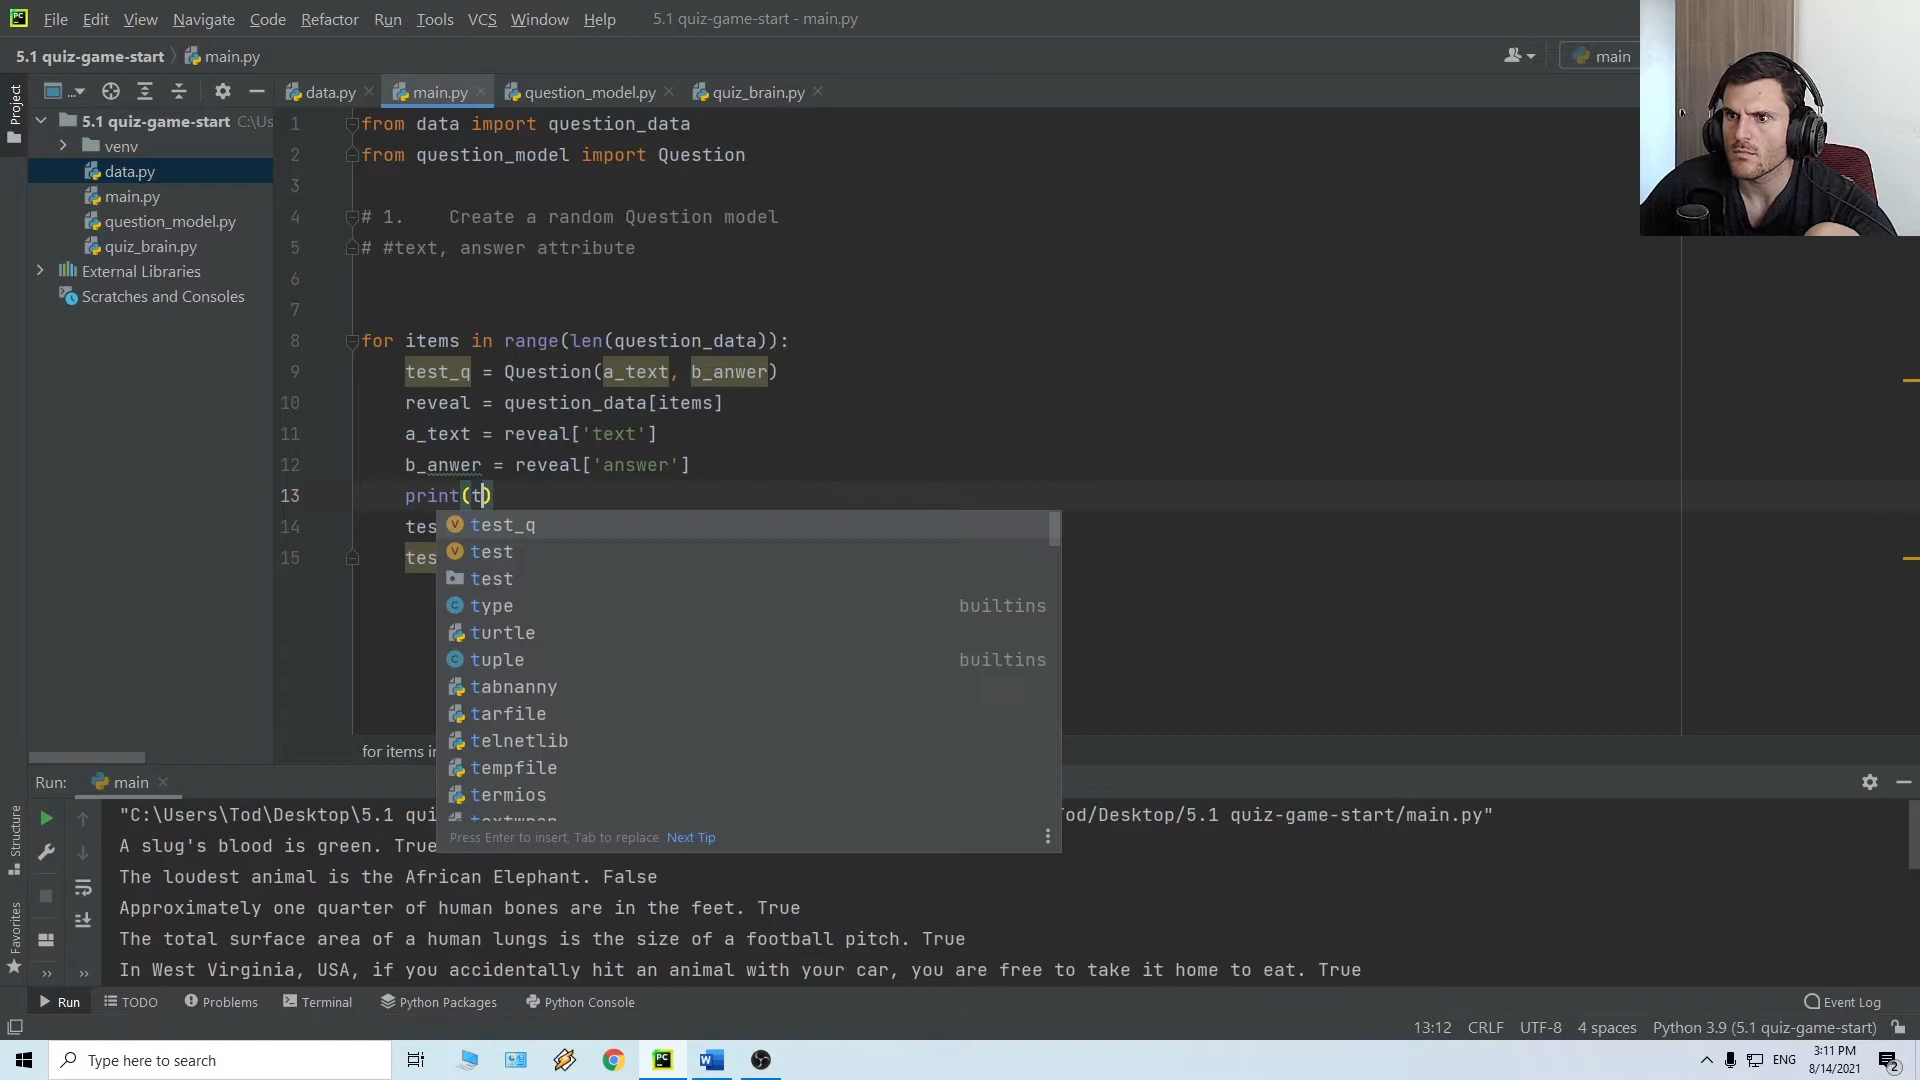 File Edit View Navigate Code Refactor Run Tools VCS Window Help 5.1 quiz-game-start - main.py
5.1 quiz-game-start main.py
main
Project
... data.py main.py question_model.py quiz_brain.py
5.1 quiz-game-start C:\Us
venv
data.py
main.py
question_model.py
quiz_brain.py
External Libraries
Scratches and Consoles
1 from data import question_data
2 from question_model import Question
3
4 # 1.    Create a random Question model
5 # #text, answer attribute
6
7
8 for items in range(len(question_data)):
9 test_q = Question(a_text, b_anwer)
10 reveal = question_data[items]
11 a_text = reveal['text']
12 b_anwer = reveal['answer']
13 print(t)
14 tes
15 tes
test_q
test
test
type builtins
turtle
tuple builtins
tabnanny
tarfile
telnetlib
tempfile
termios
Press Enter to insert, Tab to replace Next Tip
for items in
Run: main
"C:\Users\Tod\Desktop\5.1 qui od/Desktop/5.1 quiz-game-start/main.py"
A slug's blood is green. True
The loudest animal is the African Elephant. False
Approximately one quarter of human bones are in the feet. True
The total surface area of a human lungs is the size of a football pitch. True
In West Virginia, USA, if you accidentally hit an animal with your car, you are free to take it home to eat. True
Structure
Favorites
Run TODO Problems Terminal Python Packages Python Console Event Log
13:12 CRLF UTF-8 4 spaces Python 3.9 (5.1 quiz-game-start)
Type here to search
PC
W
ENG
3:11 PM
8/14/2021
2